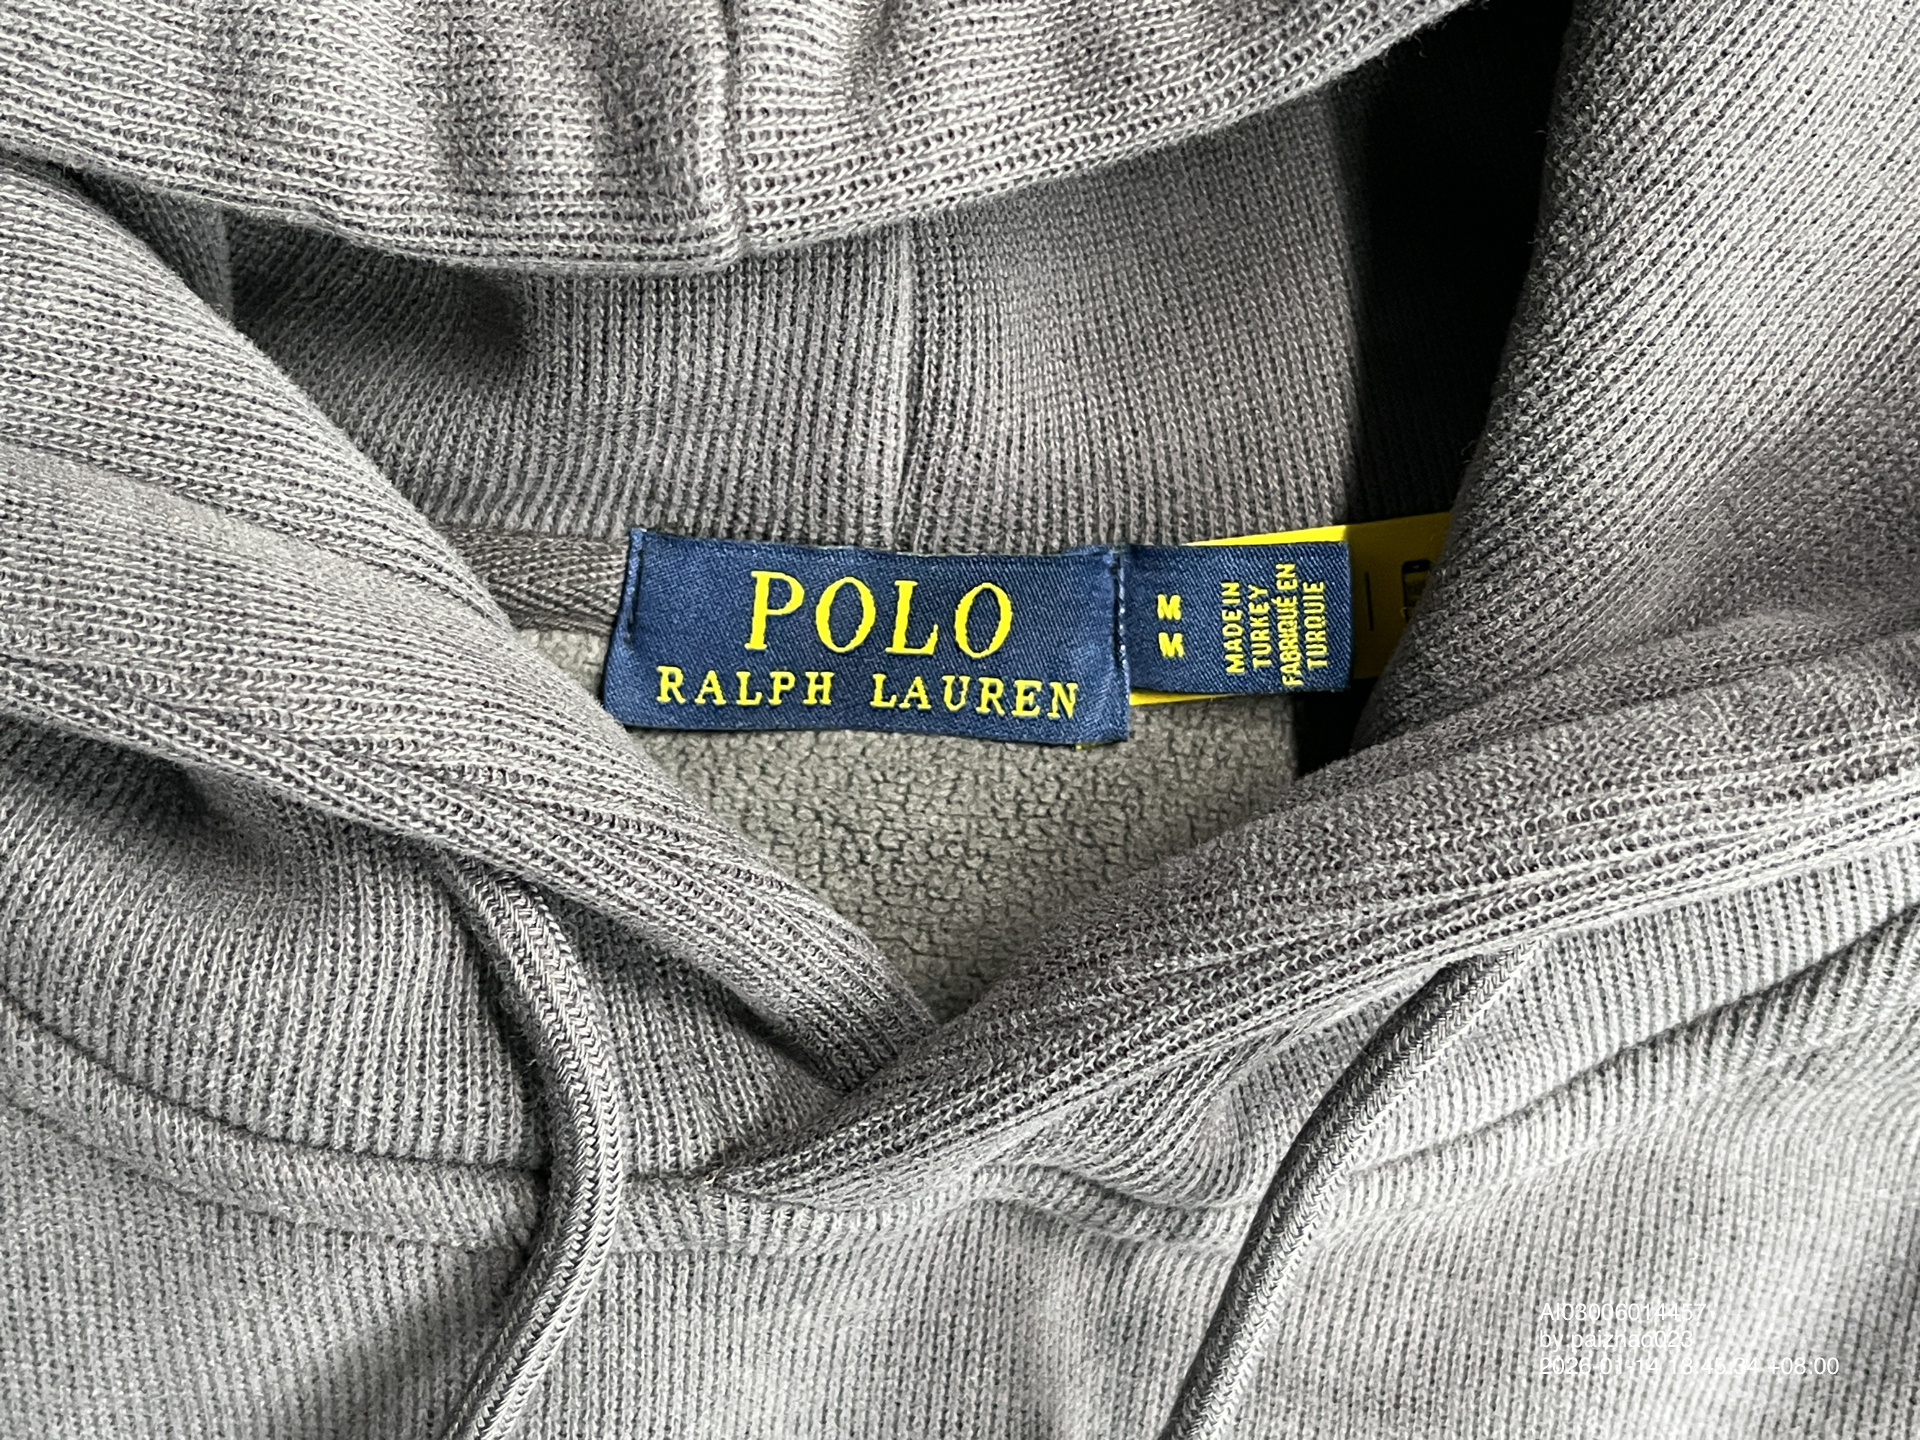 POLO
RALPH LAUREN
M
M
MADE IN
TURKEY
FABRIQUÉ EN
TURQUIE
AI03006014457
by paizhao023
2026-01-14 13:45:34 +08:00